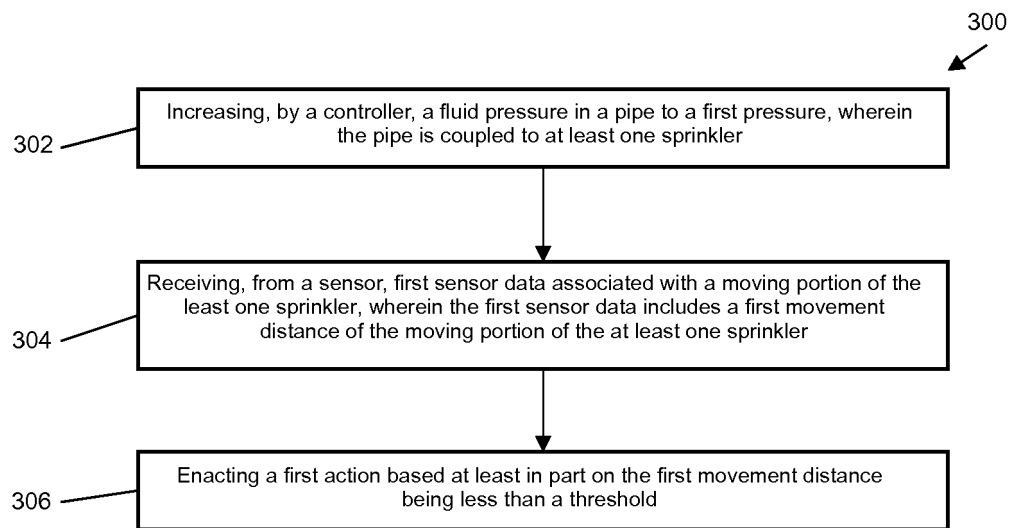 300
302
Increasing, by a controller, a fluid pressure in a pipe to a first pressure, wherein
the pipe is coupled to at least one sprinkler
304
Receiving, from a sensor, first sensor data associated with a moving portion of the
least one sprinkler, wherein the first sensor data includes a first movement
distance of the moving portion of the at least one sprinkler
306
Enacting a first action based at least in part on the first movement distance
being less than a threshold